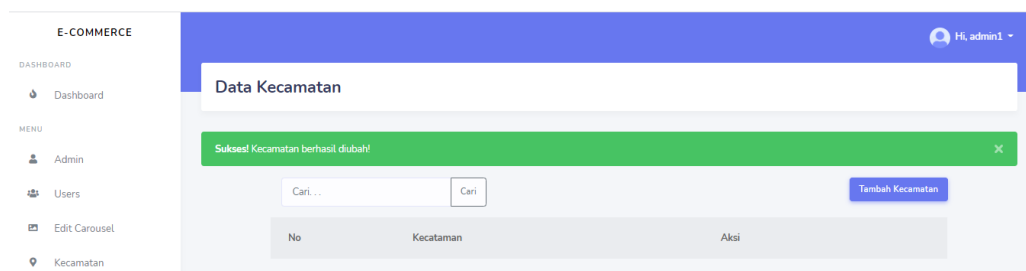 E-COMMERCE
Hi, admin1
DASHBOARD
Dashboard
Data Kecamatan
MENU
Sukses! Kecamatan berhasil diubah!
Admin
Cari. . .
Cari
Tambah Kecamatan
Users
Edit Carousel
No Kecataman Aksi
Kecamatan